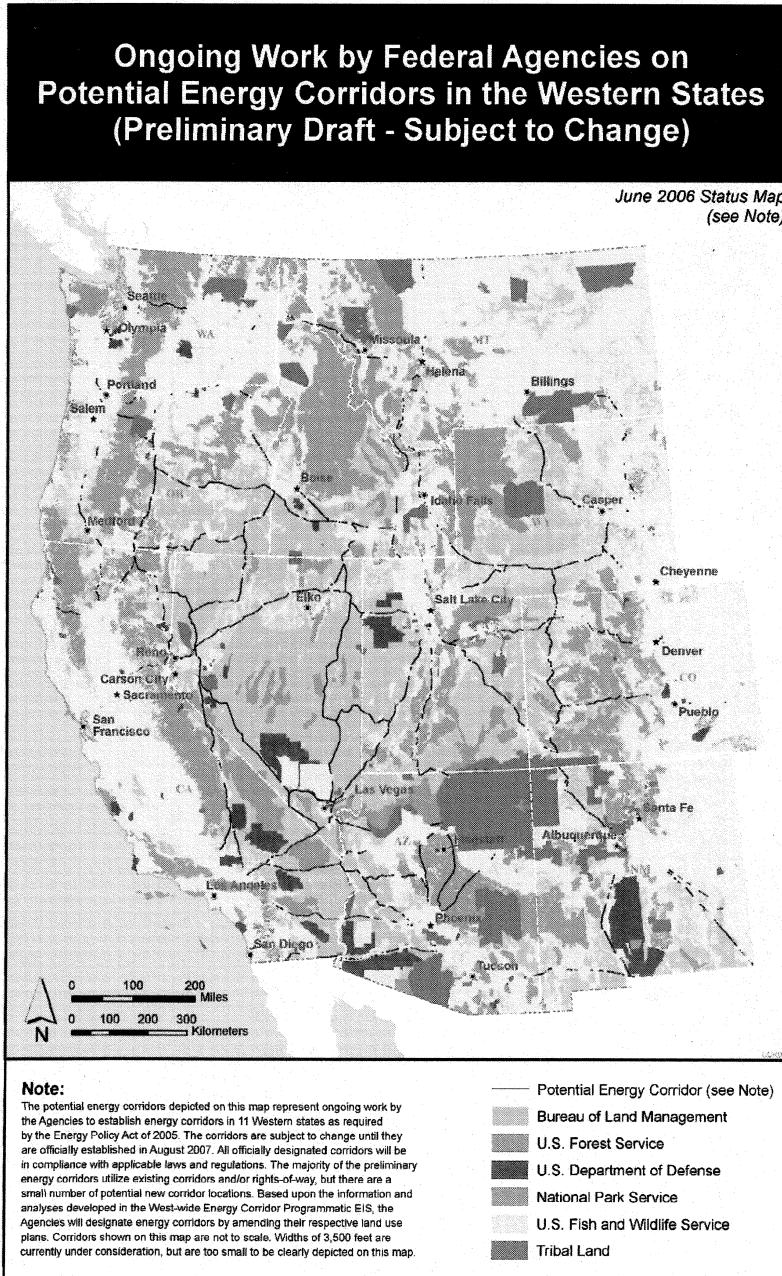 Ongoing Work by Federal Agencies on
Potential Energy Corridors in the Western States
(Preliminary Draft - Subject to Change)
June 2006 Status Map
(see Note)
Seattle
Olympia
WA
Missoula
MT
Helena
Portland
Billings
Salem
Boise
OR
ID
Idaho Falls
Casper
WY
Medford
Cheyenne
Elko
Salt Lake City
Reno
Denver
Carson City
CO
Sacramento
Pueblo
San
Francisco
CA
Las Vegas
Santa Fe
AZ
Flagstaff
Albuquerque
NM
Los Angeles
Phoenix
San Diego
Tucson
0 100 200
Miles
0 100 200 300
Kilometers
N
Note:
The potential energy corridors depicted on this map represent ongoing work by
the Agencies to establish energy corridors in 11 Western states as required
by the Energy Policy Act of 2005. The corridors are subject to change until they
are officially established in August 2007. All officially designated corridors will be
in compliance with applicable laws and regulations. The majority of the preliminary
energy corridors utilize existing corridors and/or rights-of-way, but there are a
small number of potential new corridor locations. Based upon the information and
analyses developed in the West-wide Energy Corridor Programmatic EIS, the
Agencies will designate energy corridors by amending their respective land use
plans. Corridors shown on this map are not to scale. Widths of 3,500 feet are
currently under consideration, but are too small to be clearly depicted on this map.
Potential Energy Corridor (see Note)
Bureau of Land Management
U.S. Forest Service
U.S. Department of Defense
National Park Service
U.S. Fish and Wildlife Service
Tribal Land